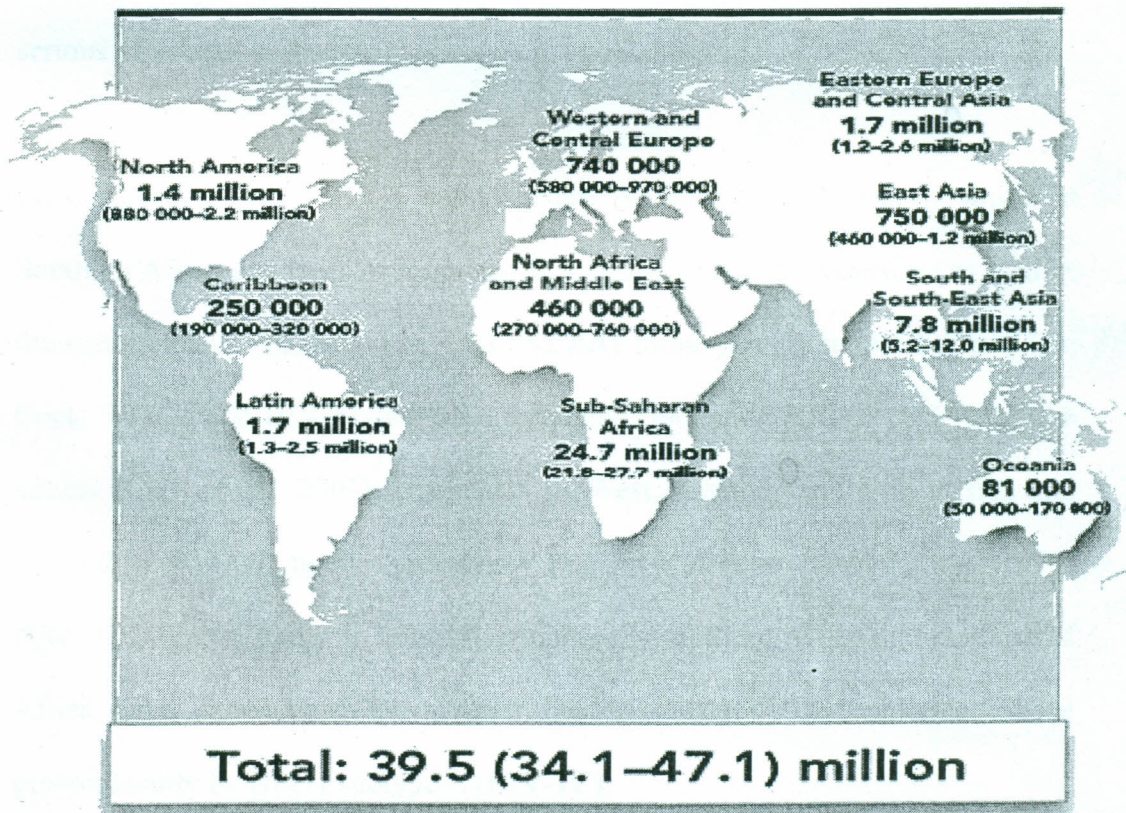 Eastern Europe
and Central Asia
1.7 million
(1.2–2.6 million)
Western and
Central Europe
740 000
(580 000–970 000)
North America
1.4 million
(880 000–2.2 million)
East Asia
750 000
(460 000–1.2 million)
North Africa
and Middle East
460 000
(270 000–760 000)
Caribbean
250 000
(190 000–320 000)
South and
South-East Asia
7.8 million
(5.2–12.0 million)
Latin America
1.7 million
(1.3–2.5 million)
Sub-Saharan
Africa
24.7 million
(21.8–27.7 million)
Oceania
81 000
(50 000–170 000)
Total: 39.5 (34.1–47.1) million